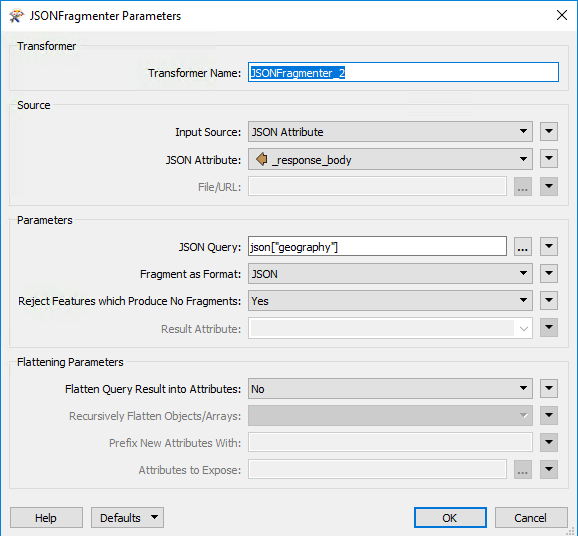 JSONFragmenter Parameters
Transformer
Transformer Name: JSONFragmenter_2
Source
Input Source: JSON Attribute
JSON Attribute: _response_body
File/URL: ...
Parameters
JSON Query: json["geography"] ...
Fragment as Format: JSON
Reject Features which Produce No Fragments: Yes
Result Attribute:
Flattening Parameters
Flatten Query Result into Attributes: No
Recursively Flatten Objects/Arrays:
Prefix New Attributes With:
Attributes to Expose: ...
Help Defaults OK Cancel